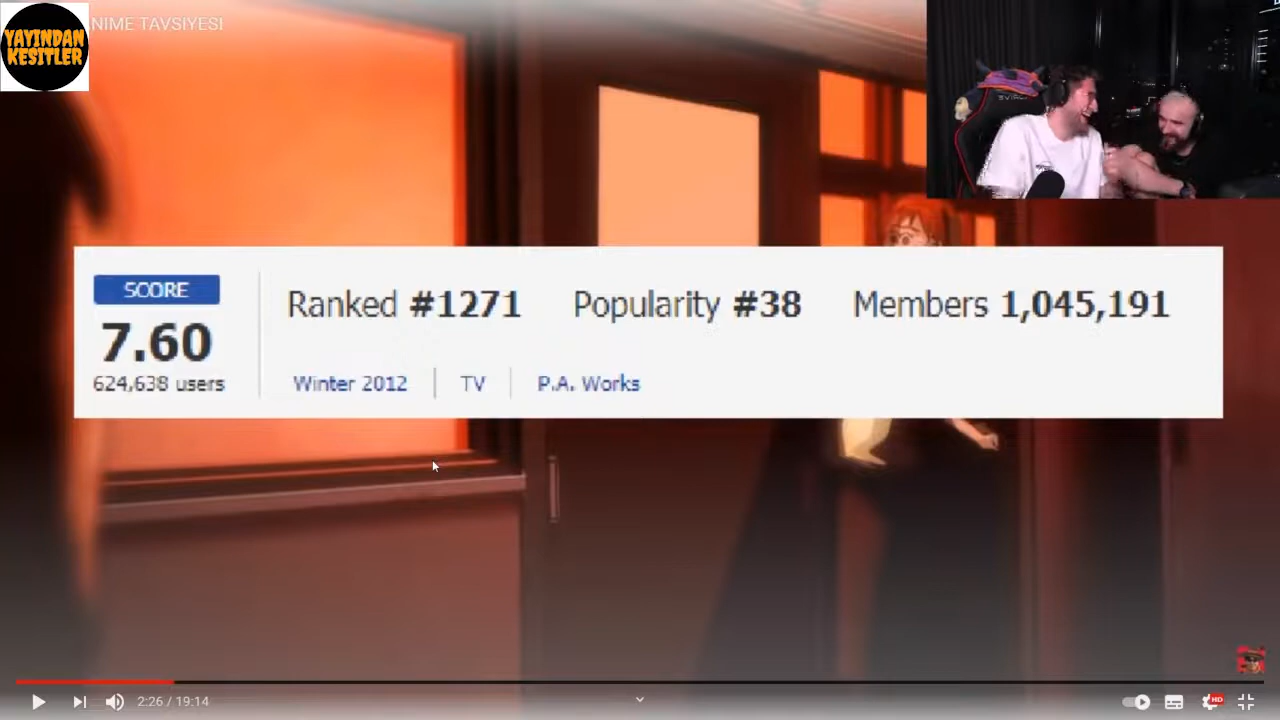 YAYINDAN
KESİTLER
NIME TAVSIYESI
SCORE
7.60
624,638 users
Ranked #1271
Popularity #38
Members 1,045,191
Winter 2012
TV
P.A. Works
2:26 / 19:14
HD